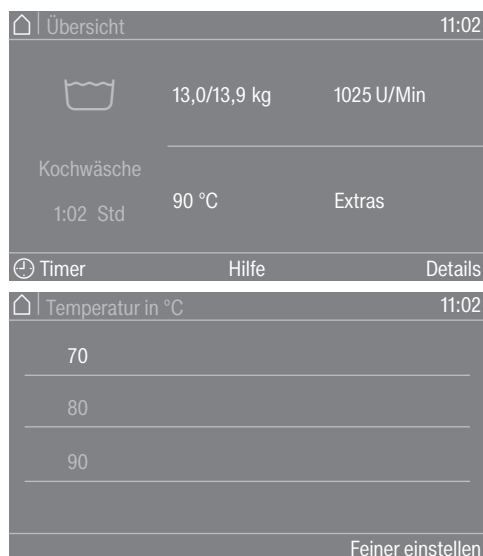 Übersicht 11:02
13,0/13,9 kg 1025 U/Min
Kochwäsche
1:02 Std
90 °C Extras
Timer Hilfe Details
Temperatur in °C 11:02
70
80
90
Feiner einstellen